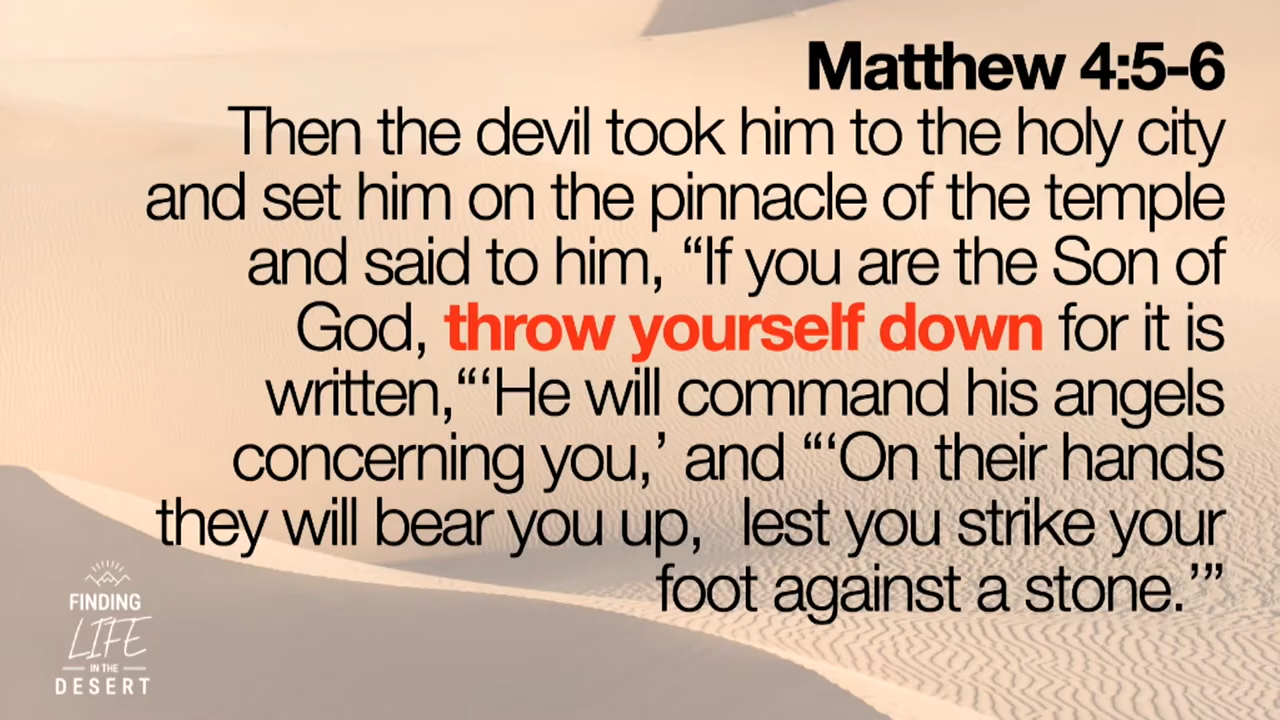 Matthew 4:5-6
Then the devil took him to the holy city
and set him on the pinnacle of the temple
and said to him, “If you are the Son of
God, throw yourself down for it is
written,“‘He will command his angels
concerning you,’ and “‘On their hands
they will bear you up,  lest you strike your
foot against a stone.’”
FINDING
LIFE
IN THE
DESERT